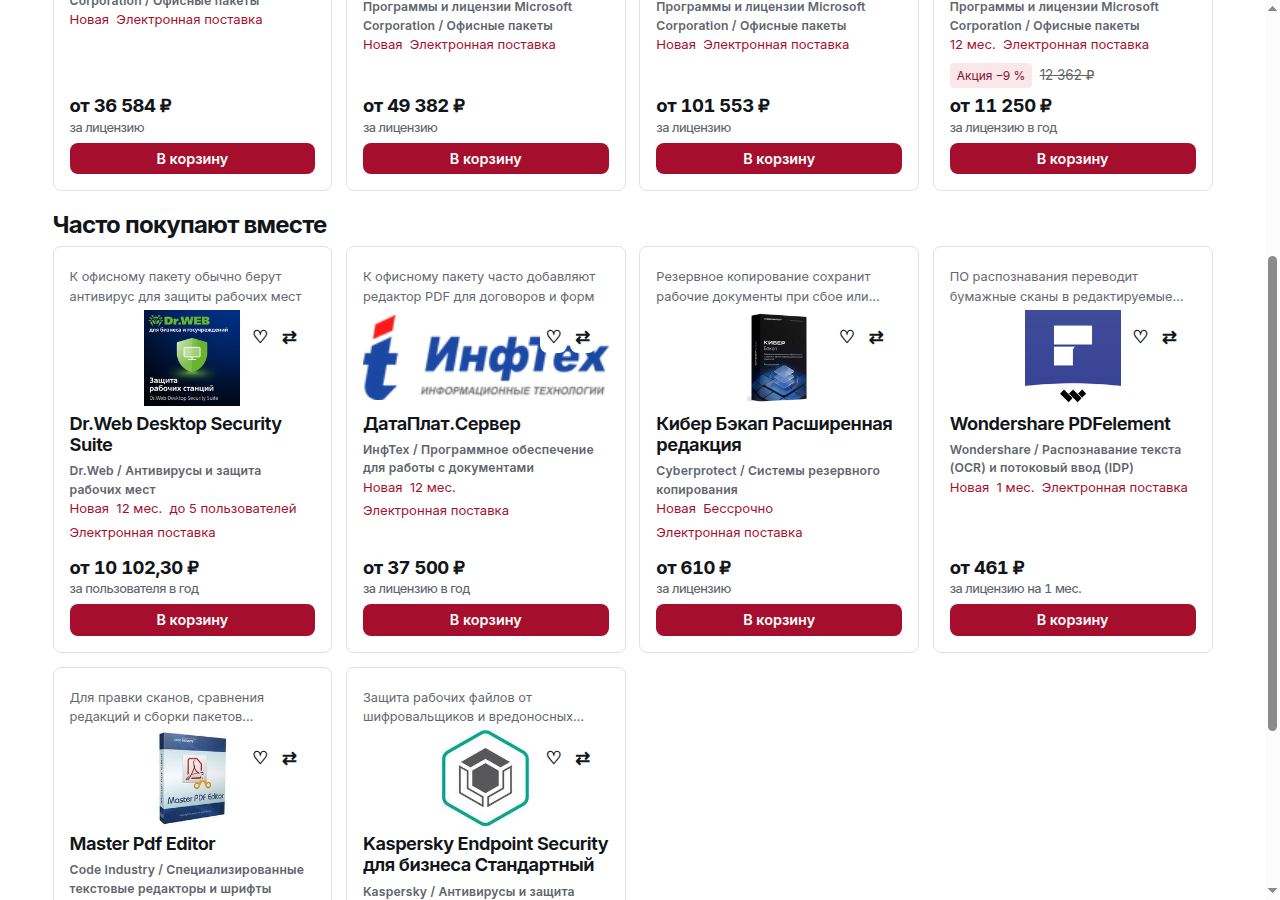 Corporation / Офисные пакеты
Новая Электронная поставка
от 36 584 ₽
за лицензию
В корзину
Программы и лицензии Microsoft
Corporation / Офисные пакеты
Новая Электронная поставка
от 49 382 ₽
за лицензию
В корзину
Программы и лицензии Microsoft
Corporation / Офисные пакеты
Новая Электронная поставка
от 101 553 ₽
за лицензию
В корзину
Программы и лицензии Microsoft
Corporation / Офисные пакеты
12 мес. Электронная поставка
Акция −9 % 12 362 ₽
от 11 250 ₽
за лицензию в год
В корзину
Часто покупают вместе
К офисному пакету обычно берут
антивирус для защиты рабочих мест
Dr.WEB
для бизнеса и госучреждений
Защита
рабочих станций
Dr.Web Desktop Security Suite
Dr.Web Desktop Security
Suite
Dr.Web / Антивирусы и защита
рабочих мест
Новая 12 мес. до 5 пользователей
Электронная поставка
от 10 102,30 ₽
за пользователя в год
В корзину
К офисному пакету часто добавляют
редактор PDF для договоров и форм
ИнфТех
ИНФОРМАЦИОННЫЕ ТЕХНОЛОГИИ
ДатаПлат.Сервер
ИнфТех / Программное обеспечение
для работы с документами
Новая 12 мес.
Электронная поставка
от 37 500 ₽
за лицензию в год
В корзину
Резервное копирование сохранит
рабочие документы при сбое или...
КИБЕР
Бэкап
Кибер Бэкап Расширенная
редакция
Cyberprotect / Системы резервного
копирования
Новая Бессрочно
Электронная поставка
от 610 ₽
за лицензию
В корзину
ПО распознавания переводит
бумажные сканы в редактируемые...
Wondershare PDFelement
Wondershare / Распознавание текста
(OCR) и потоковый ввод (IDP)
Новая 1 мес. Электронная поставка
от 461 ₽
за лицензию на 1 мес.
В корзину
Для правки сканов, сравнения
редакций и сборки пакетов...
Master PDF Editor
Master Pdf Editor
Code Industry / Специализированные
текстовые редакторы и шрифты
Защита рабочих файлов от
шифровальщиков и вредоносных...
Kaspersky Endpoint Security
для бизнеса Стандартный
Kaspersky / Антивирусы и защита